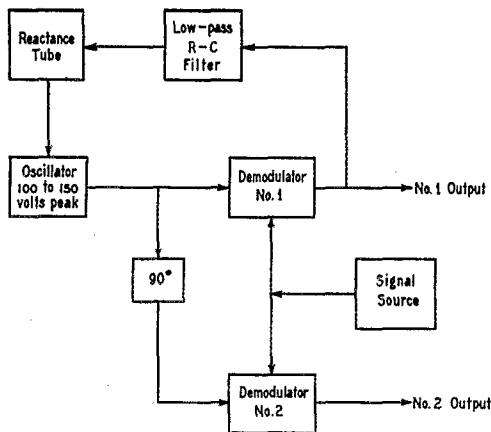 Reactance
Tube
Low-pass
R-C
Filter
Oscillator
100 to 150
volts peak
Demodulator
No.1
No. 1 Output
90°
Signal
Source
Demodulator
No.2
No. 2 Output